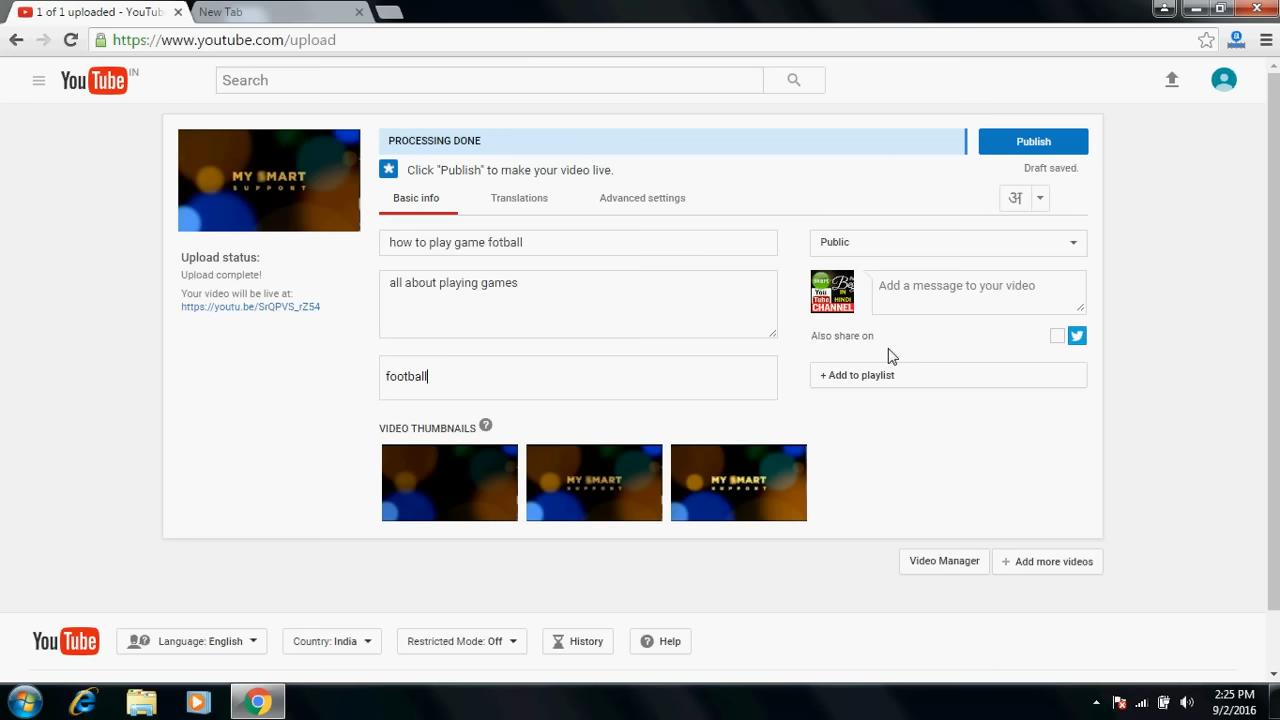 1 of 1 uploaded - YouTub
New Tab
https://www.youtube.com/upload
YouTube IN
Search
MY SMART
SUPPORT
PROCESSING DONE
Publish
Click "Publish" to make your video live.
Draft saved.
Basic info
Translations
Advanced settings
अ
Upload status:
Upload complete!
Your video will be live at:
https://youtu.be/SrQPVS_rZ54
how to play game fotball
all about playing games
football
Public
You Tube
IN HINDI
CHANNEL
Add a message to your video
Also share on
+ Add to playlist
VIDEO THUMBNAILS
MY SMART
SUPPORT
MY SMART
SUPPORT
Video Manager
+ Add more videos
YouTube
Language: English
Country: India
Restricted Mode: Off
History
Help
2:25 PM
9/2/2016